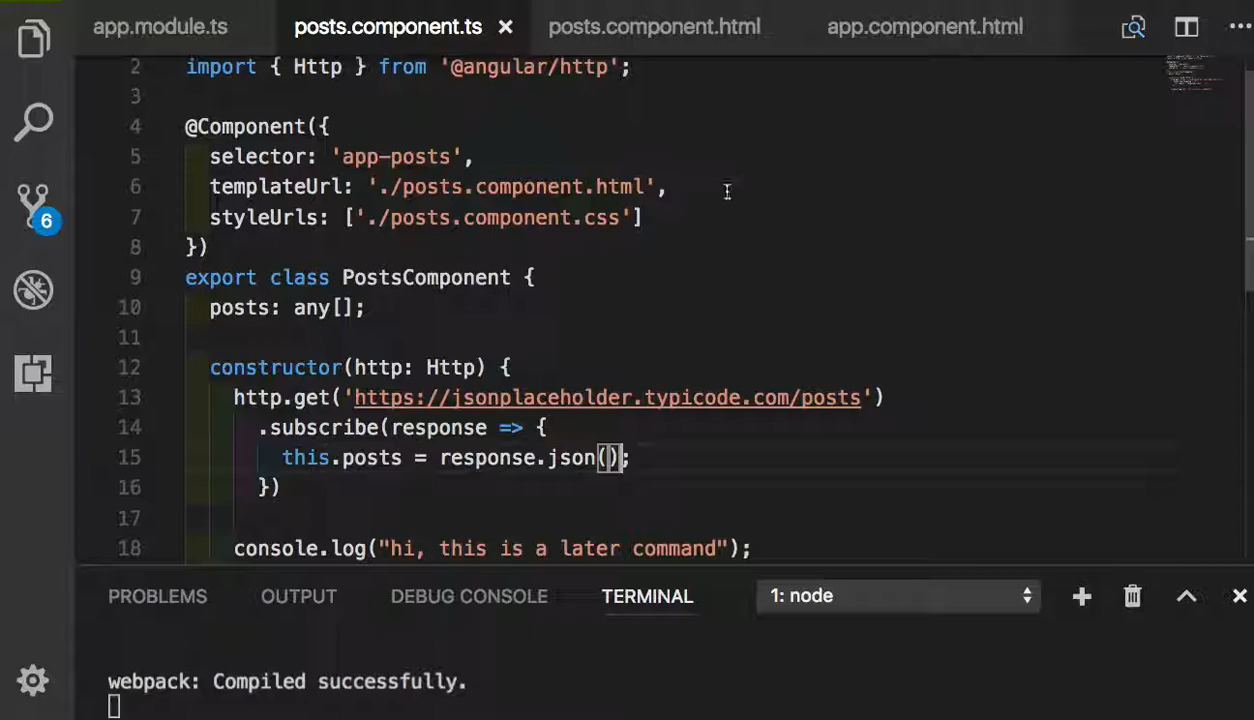 app.module.ts posts.component.ts posts.component.html app.component.html
2 import { Http } from '@angular/http';
3
4 @Component({
5 selector: 'app-posts',
6 templateUrl: './posts.component.html',
7 styleUrls: ['./posts.component.css']
8 })
9 export class PostsComponent {
10 posts: any[];
11
12 constructor(http: Http) {
13 http.get('https://jsonplaceholder.typicode.com/posts')
14 .subscribe(response => {
15 this.posts = response.json();
16 })
17
18 console.log("hi, this is a later command");
6
PROBLEMS OUTPUT DEBUG CONSOLE TERMINAL 1: node
webpack: Compiled successfully.